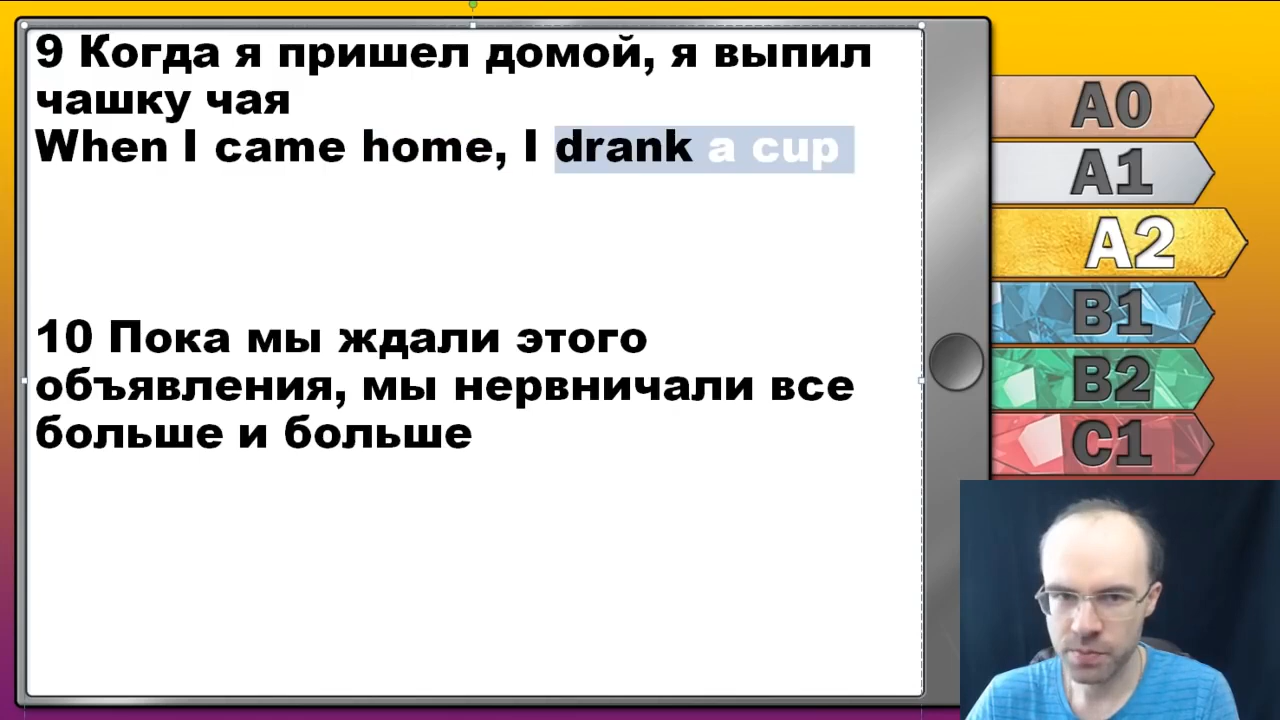 9 Когда я пришел домой, я выпил
чашку чая
When I came home, I drank a cup
10 Пока мы ждали этого
объявления, мы нервничали все
больше и больше
A0
A1
A2
B1
B2
C1